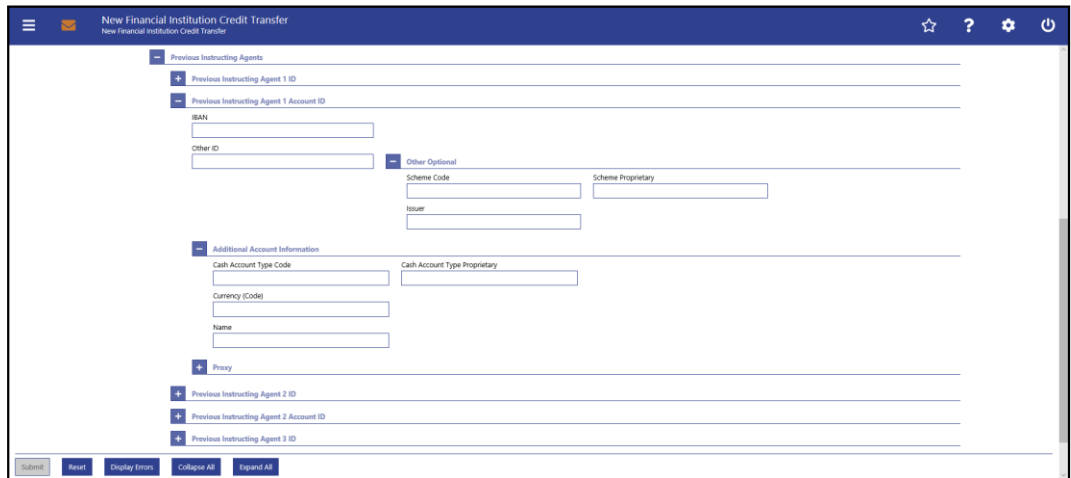 New Financial Institution Credit Transfer
New Financial Institution Credit Transfer
?
− Previous Instructing Agents
+ Previous Instructing Agent 1 ID
− Previous Instructing Agent 1 Account ID
IBAN
Other ID
− Other Optional
Scheme Code Scheme Proprietary
Issuer
− Additional Account Information
Cash Account Type Code Cash Account Type Proprietary
Currency (Code)
Name
+ Proxy
+ Previous Instructing Agent 2 ID
+ Previous Instructing Agent 2 Account ID
+ Previous Instructing Agent 3 ID
Submit Reset Display Errors Collapse All Expand All